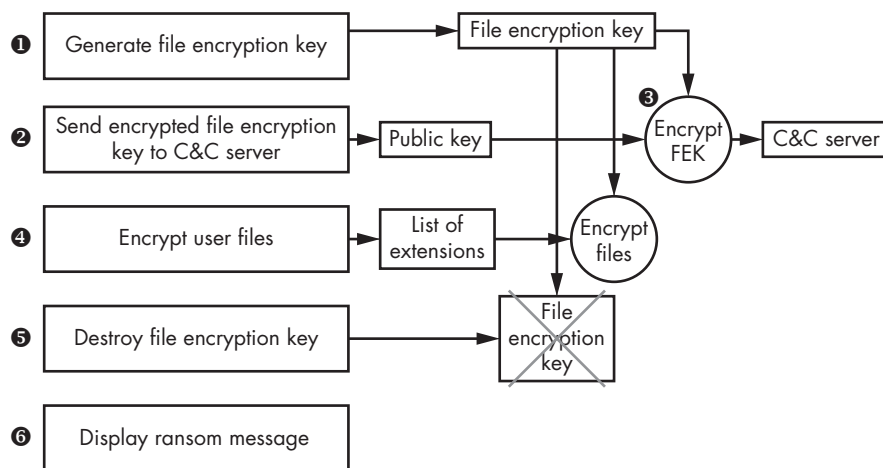 ❶ Generate file encryption key
File encryption key
❷ Send encrypted file encryption
key to C&C server
Public key
❸
Encrypt
FEK
C&C server
❹ Encrypt user files
List of
extensions
Encrypt
files
❺ Destroy file encryption key
File
encryption
key
❻ Display ransom message